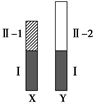 Ⅱ-1 Ⅱ-2
Ⅰ Ⅰ
X Y